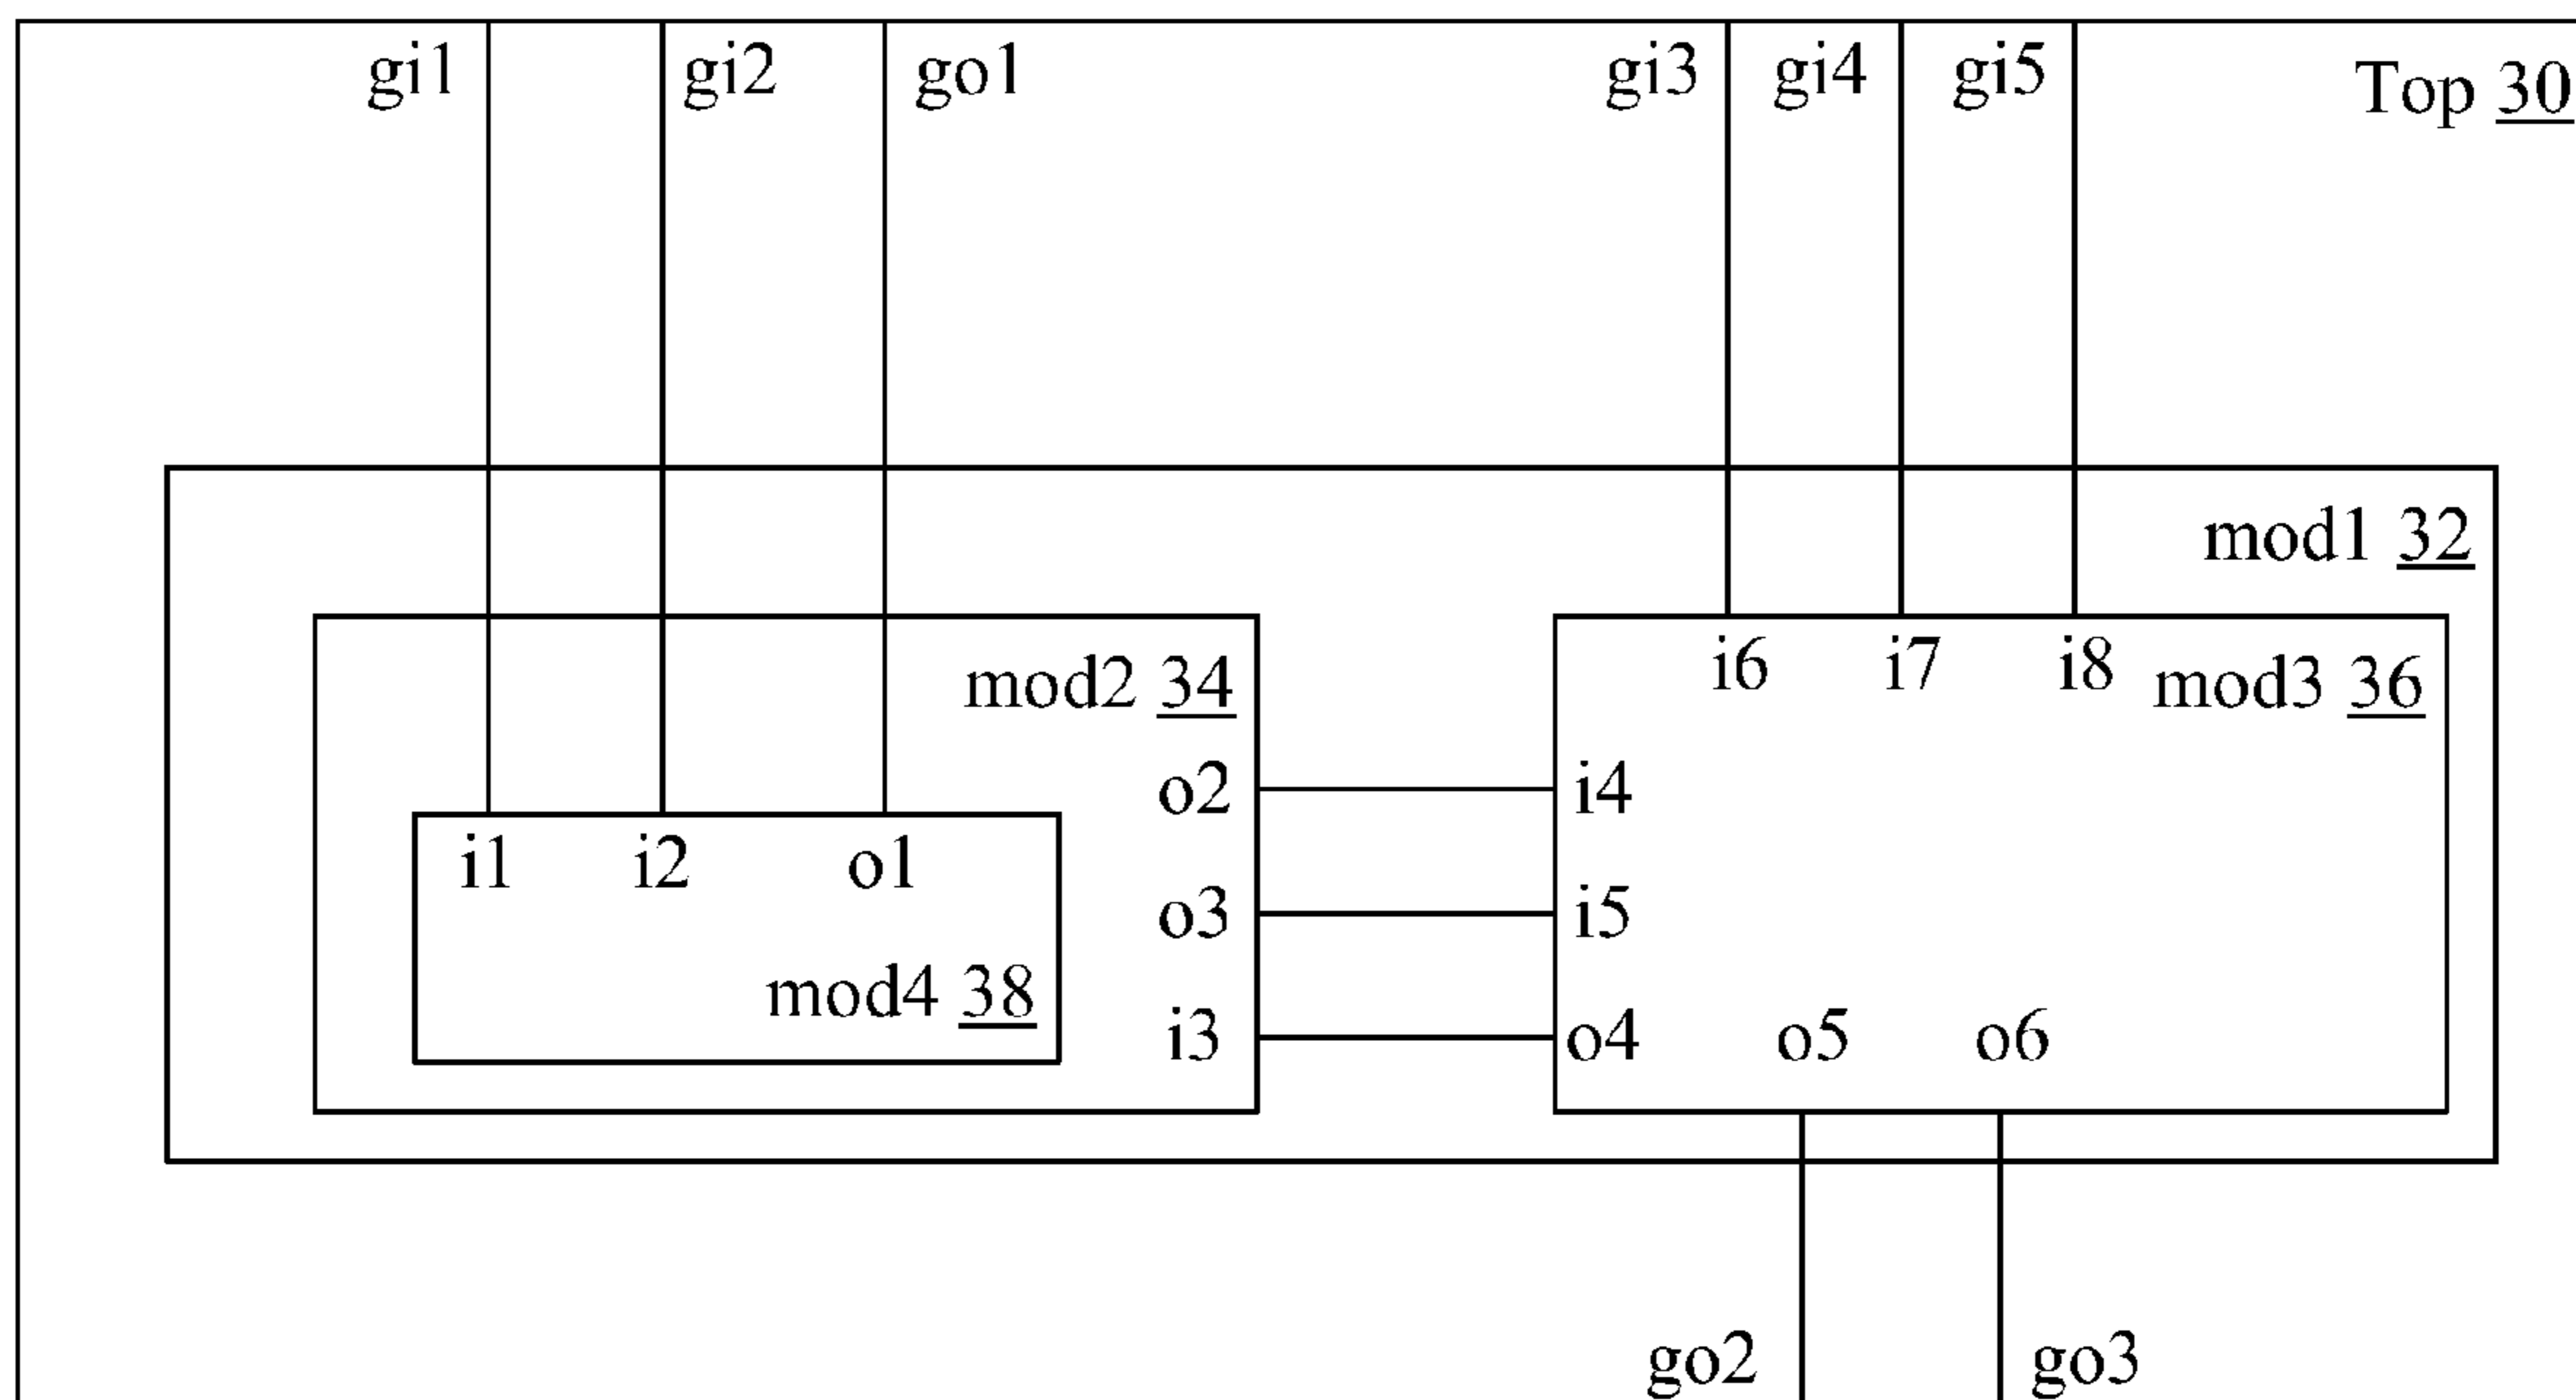 gi1 gi2 go1 gi3 gi4 gi5 Top 30
mod1 32
mod2 34 i6 i7 i8 mod3 36
o2 i4
i1 i2 o1
o3 i5
mod4 38
i3 o4 o5 o6
go2 go3